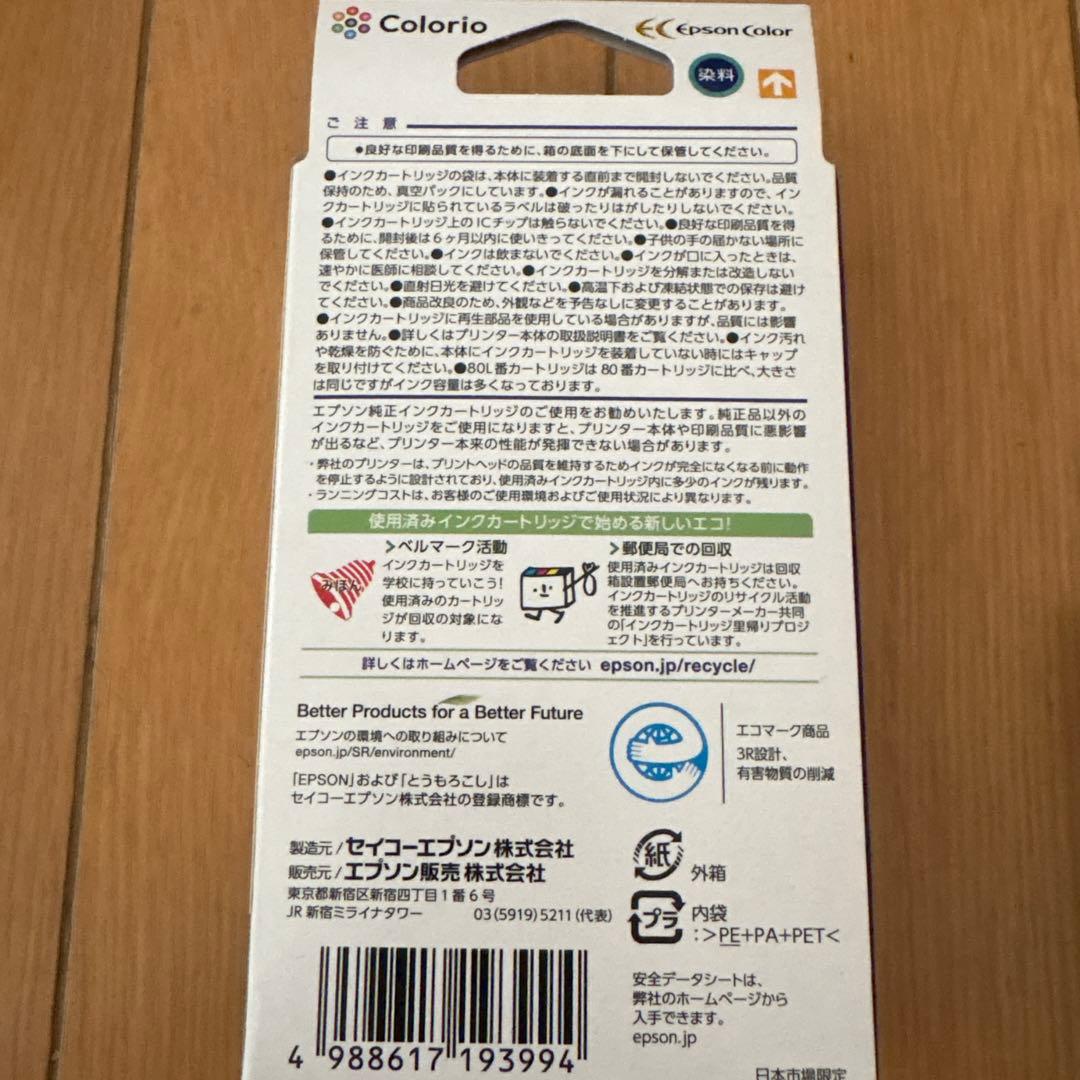 Colorio
Epson Color
染料
ご注意
●良好な印刷品質を得るために、箱の底面を下にして保管してください。
●インクカートリッジの袋は、本体に装着する直前まで開封しないでください。品質
保持のため、真空パックにしています。●インクが漏れることがありますので、イン
クカートリッジに貼られているラベルは破ったりはがしたりしないでください。
●インクカートリッジ上のICチップは触らないでください。●良好な印刷品質を得
るために、開封後は6ヶ月以内に使いきってください。●子供の手の届かない場所に
保管してください。●インクは飲まないでください。●インクが口に入ったときは、
速やかに医師に相談してください。●インクカートリッジを分解または改造しない
でください。●直射日光を避けてください。●高温下および凍結状態での保存は避け
てください。●商品改良のため、外観などを予告なしに変更することがあります。
●インクカートリッジに再生部品を使用している場合がありますが、品質には影響
ありません。●詳しくはプリンター本体の取扱説明書をご覧ください。●インク汚れ
や乾燥を防ぐために、本体にインクカートリッジを装着していない時にはキャップ
を取り付けてください。●80L番カートリッジは80番カートリッジに比べ、大きさ
は同じですがインク容量は多くなっております。
エプソン純正インクカートリッジのご使用をお勧めいたします。純正品以外の
インクカートリッジをご使用になりますと、プリンター本体や印刷品質に悪影響
が出るなど、プリンター本来の性能が発揮できない場合があります。
・弊社のプリンターは、プリントヘッドの品質を維持するためインクが完全になくなる前に動作
を停止するように設計されており、使用済みインクカートリッジ内に多少のインクが残ります。
・ランニングコストは、お客様のご使用環境およびご使用状況により異なります。
使用済みインクカートリッジで始める新しいエコ!
みほん
>ベルマーク活動
インクカートリッジを
学校に持っていこう!
使用済みのカートリッ
ジが回収の対象にな
ります。
>郵便局での回収
使用済みインクカートリッジは回収
箱設置郵便局へお持ちください。
インクカートリッジのリサイクル活動
を推進するプリンターメーカー共同
の「インクカートリッジ里帰りプロジ
ェクト」を行っています。
詳しくはホームページをご覧ください epson.jp/recycle/
Better Products for a Better Future
エプソンの環境への取り組みについて
epson.jp/SR/environment/
「EPSON」および「とうもろこし」は
セイコーエプソン株式会社の登録商標です。
エコマーク商品
3R設計、
有害物質の削減
製造元/セイコーエプソン株式会社
販売元/エプソン販売株式会社
東京都新宿区新宿四丁目1番6号
JR新宿ミライナタワー 03(5919)5211(代表)
紙
外箱
プラ
内袋
:>PE+PA+PET<
安全データシートは、
弊社のホームページから
入手できます。
epson.jp
4 988617 193994
日本市場限定